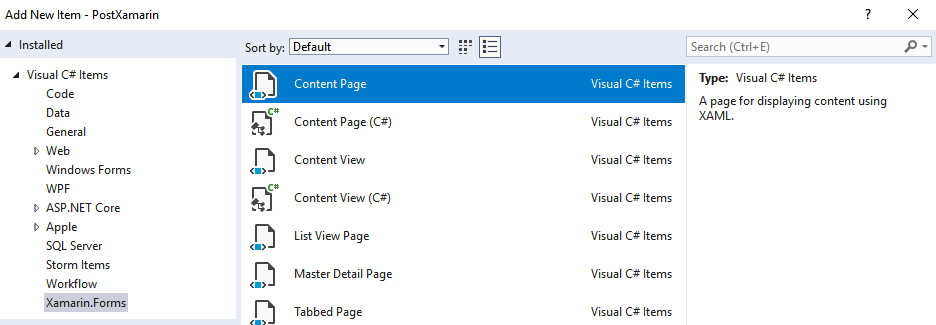 Add New Item - PostXamarin ?
Installed
Sort by: Default
Search (Ctrl+E)
Visual C# Items
Code
Data
General
Web
Windows Forms
WPF
ASP.NET Core
Apple
SQL Server
Storm Items
Workflow
Xamarin.Forms
Content Page Visual C# Items
C#
Content Page (C#) Visual C# Items
Content View Visual C# Items
C#
Content View (C#) Visual C# Items
List View Page Visual C# Items
Master Detail Page Visual C# Items
Tabbed Page Visual C# Items
Type: Visual C# Items
A page for displaying content using
XAML.